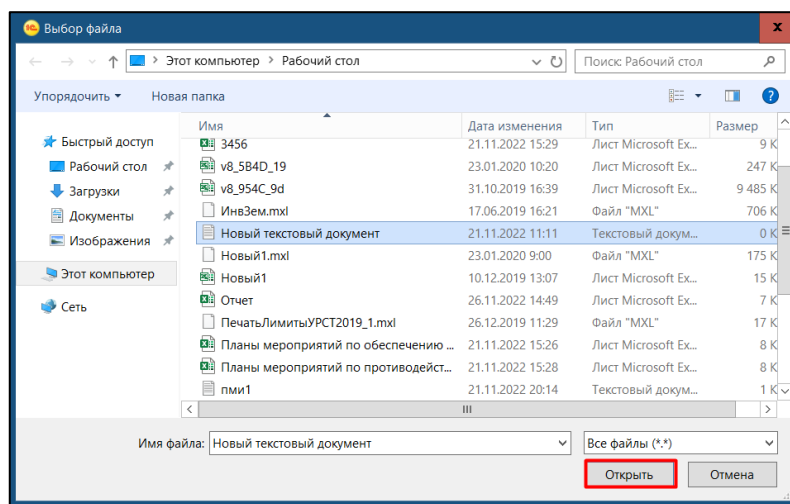 1С Выбор файла
Этот компьютер > Рабочий стол
Поиск: Рабочий стол
Упорядочить Новая папка
Имя Дата изменения Тип Размер
3456 21.11.2022 15:29 Лист Microsoft Ex... 9 К
v8_5B4D_19 23.01.2020 10:20 Лист Microsoft Ex... 247 К
v8_954C_9d 31.10.2019 16:39 Лист Microsoft Ex... 9 485 К
ИнвЗем.mxl 17.06.2019 16:21 Файл "MXL" 706 К
Новый текстовый документ 21.11.2022 11:11 Текстовый докум... 0 К
Новый1.mxl 23.01.2020 9:00 Файл "MXL" 175 К
Новый1 10.12.2019 13:07 Лист Microsoft Ex... 15 К
Отчет 26.11.2022 14:49 Лист Microsoft Ex... 7 К
ПечатьЛимитыУРСТ2019_1.mxl 26.12.2019 11:29 Файл "MXL" 17 К
Планы мероприятий по обеспечению ... 21.11.2022 15:26 Лист Microsoft Ex... 8 К
Планы мероприятий по противодейст... 21.11.2022 15:28 Лист Microsoft Ex... 8 К
пми1 21.11.2022 20:14 Текстовый докум... 1 К
Быстрый доступ
Рабочий стол
Загрузки
Документы
Изображения
Этот компьютер
Сеть
Имя файла: Новый текстовый документ Все файлы (*.*)
Открыть Отмена